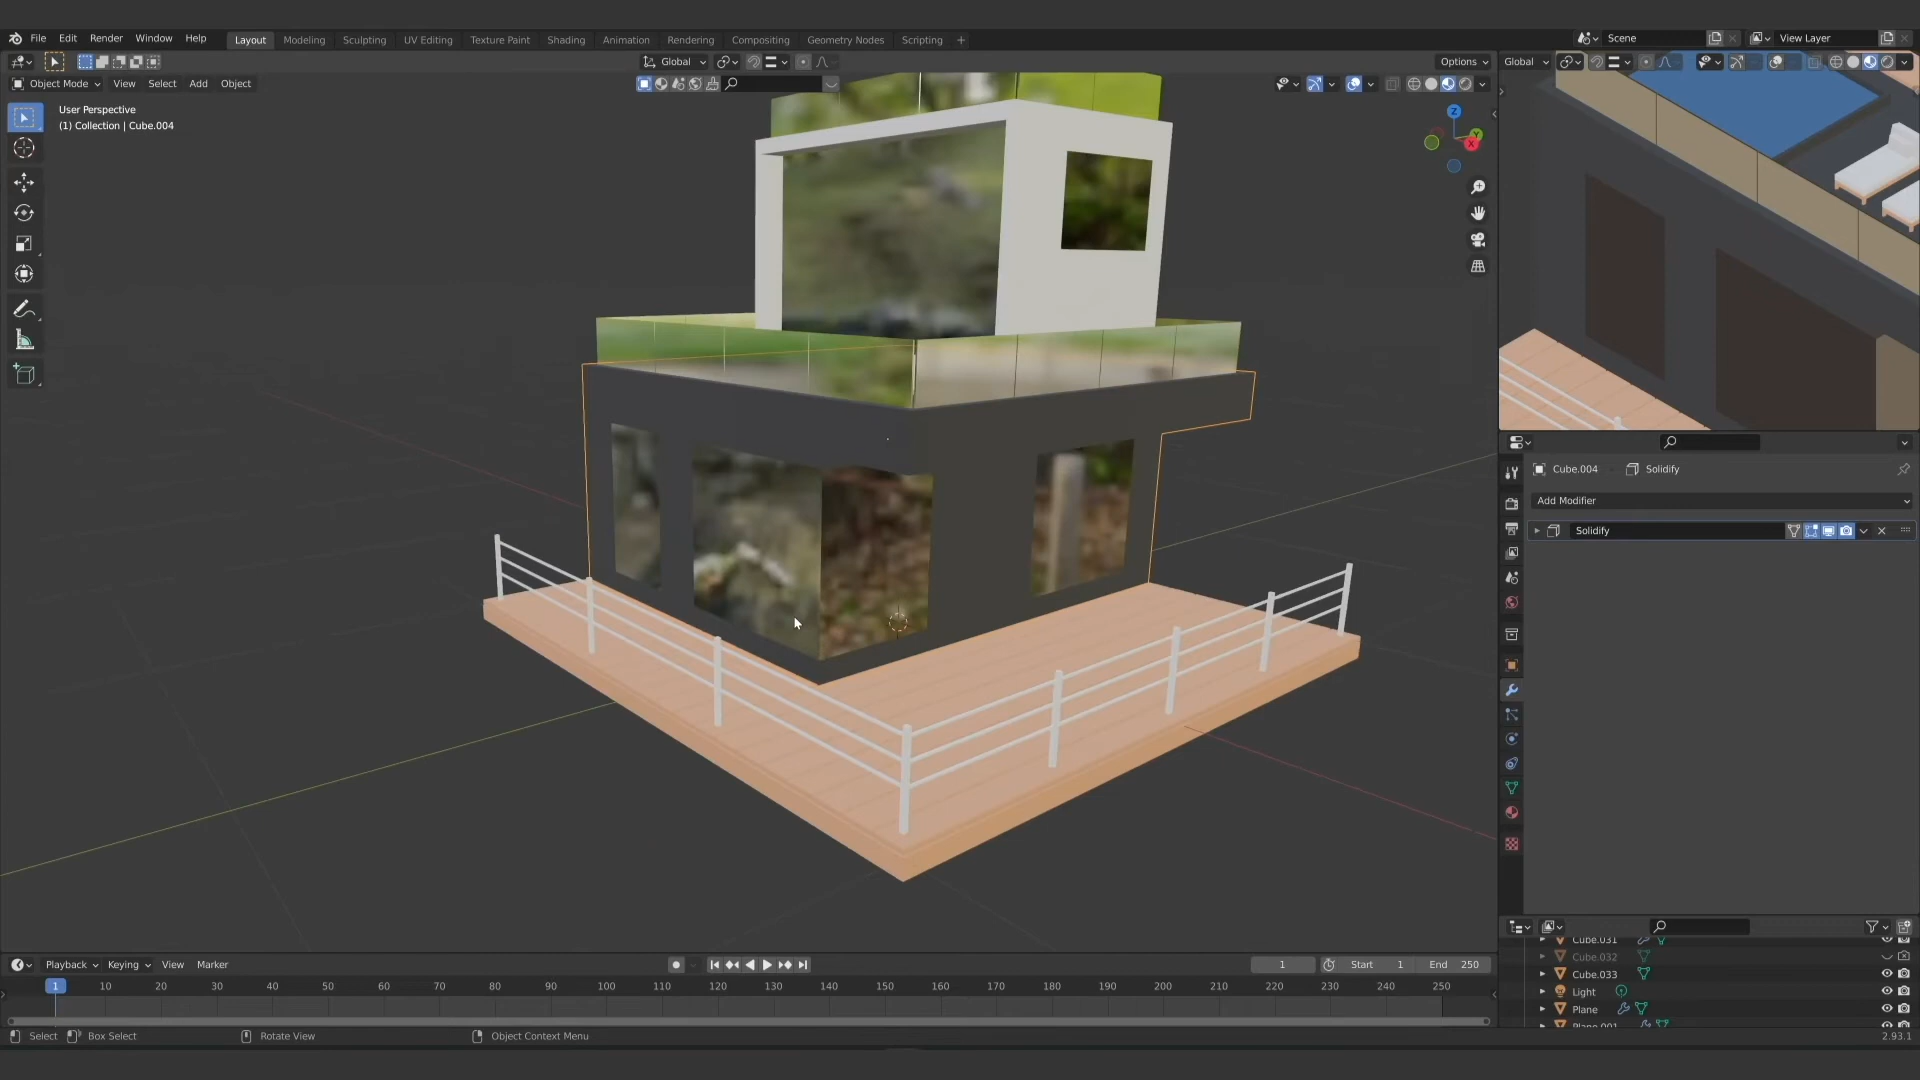 File Edit Render Window Help Layout Modeling Sculpting UV Editing Texture Paint Shading Animation Rendering Compositing Geometry Nodes Scripting + Scene View Layer
Global Options Global
Object Mode View Select Add Object
User Perspective
(1) Collection | Cube.004
Z
Y
X
Cube.004 Solidify
Add Modifier
Solidify
Cube.031
Cube.032
Cube.033
Light
Plane
Plane.001
Playback Keying View Marker 1 Start 1 End 250
1 10 20 30 40 50 60 70 80 90 100 110 120 130 140 150 160 170 180 190 200 210 220 230 240 250
Select Box Select Rotate View Object Context Menu 2.93.1